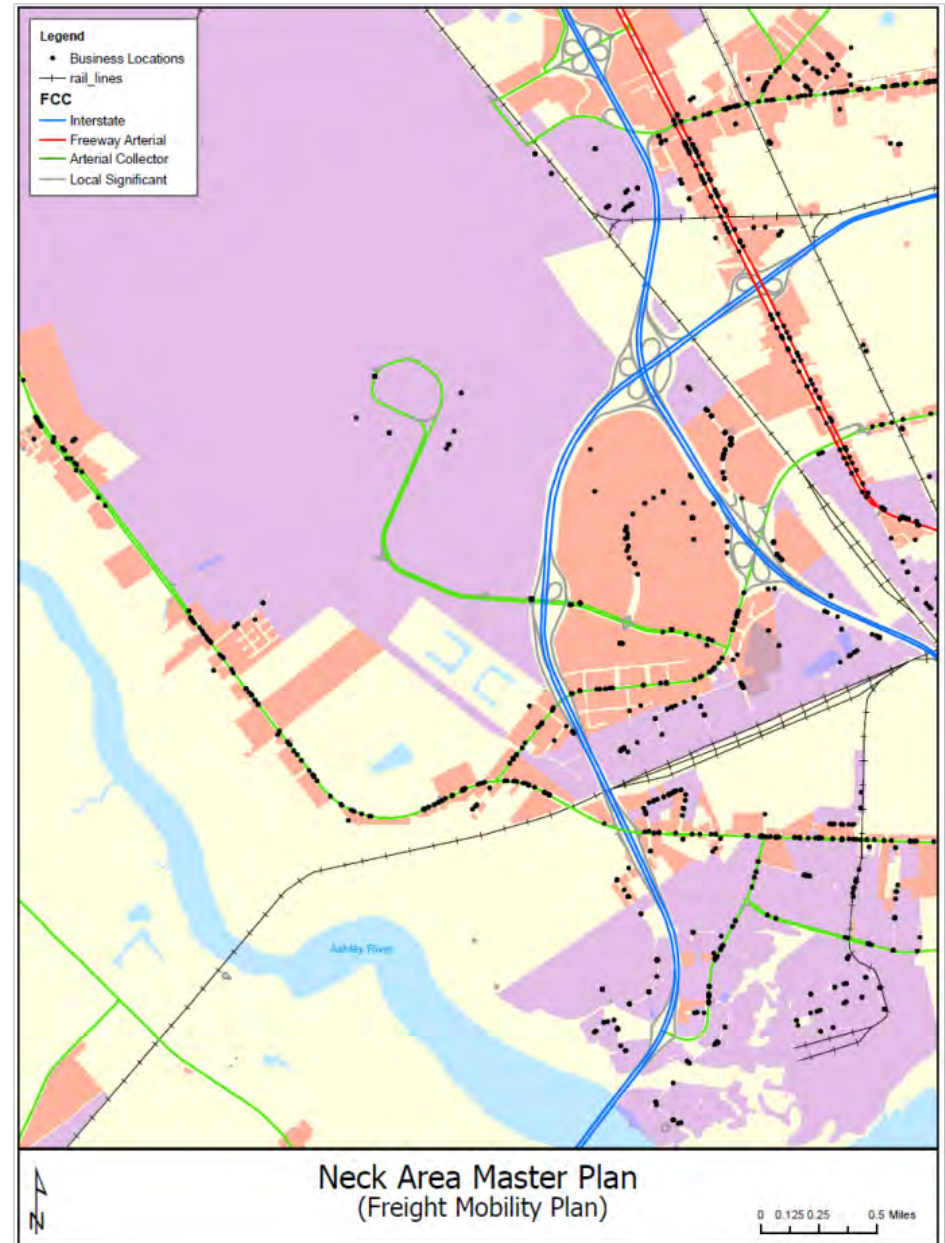 Legend
Business Locations
rail_lines
FCC
Interstate
Freeway Arterial
Arterial Collector
Local Significant
Ashley River
Neck Area Master Plan
(Freight Mobility Plan)
N
0 0.125 0.25 0.5 Miles